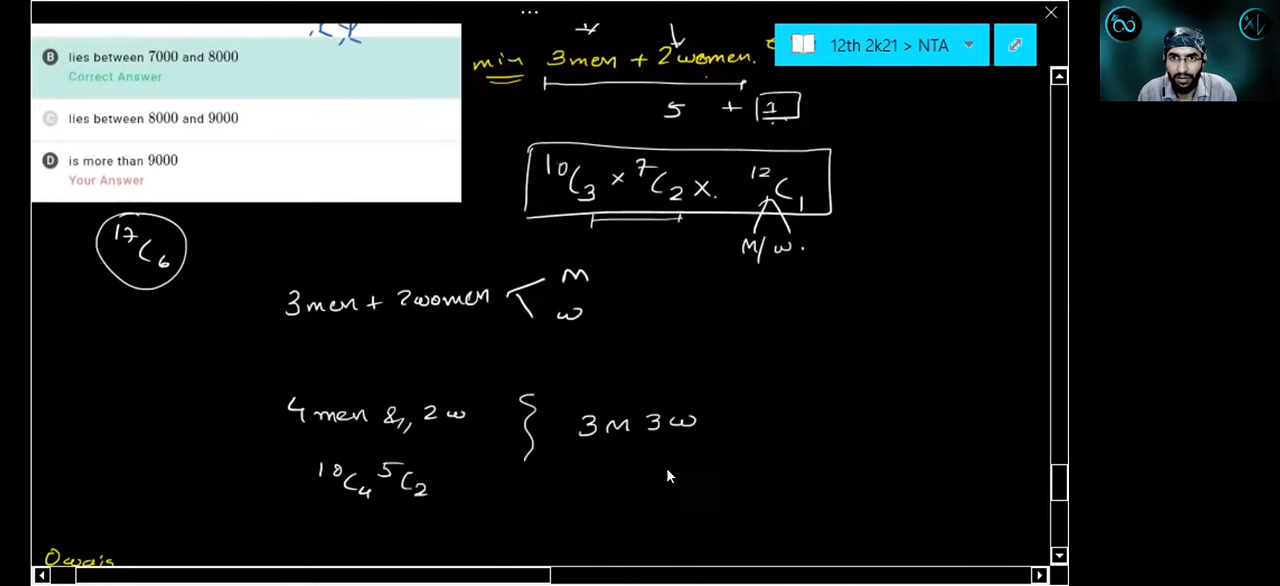 B lies between 7000 and 8000
Correct Answer
C lies between 8000 and 9000
D is more than 9000
Your Answer
min 3men + 2women.
12th 2k21 > NTA
5 + 1
¹⁰C₃ × ⁷C₂ × . ¹²C₁
M/ W .
¹⁷C₆
3men + 2women < M
W
4 men & 2 W } 3M 3W
¹⁰C₄ ⁵C₂
Owais